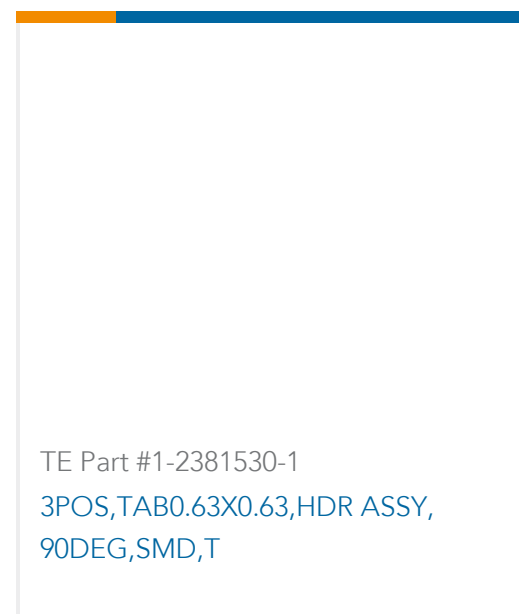 TE Part #1-2381530-1
3POS,TAB0.63X0.63,HDR ASSY,
90DEG,SMD,T